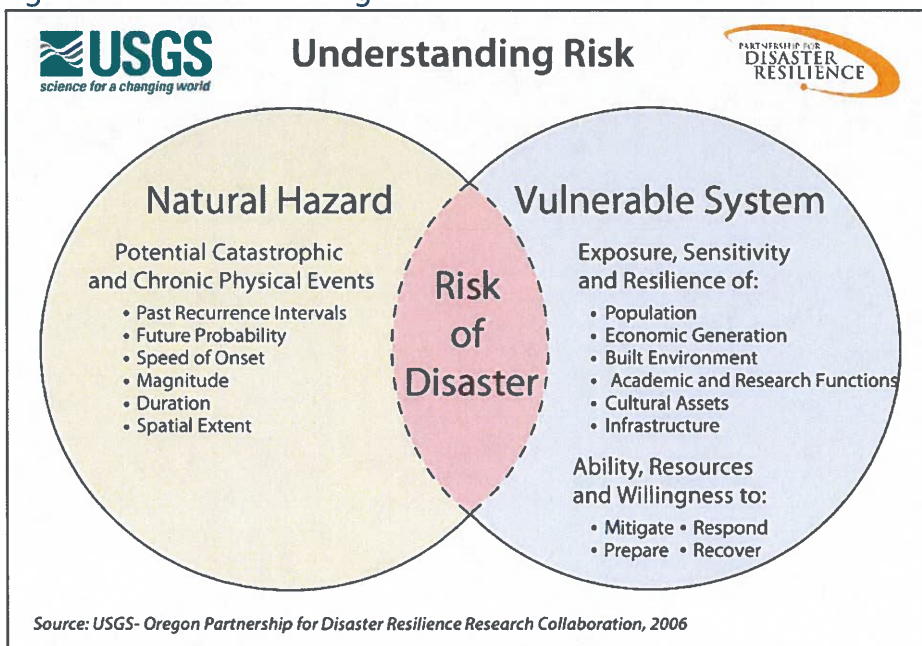 USGS
science for a changing world
Understanding Risk
PARTNERSHIP FOR
DISASTER
RESILIENCE
Natural Hazard
Potential Catastrophic
and Chronic Physical Events
• Past Recurrence Intervals
• Future Probability
• Speed of Onset
• Magnitude
• Duration
• Spatial Extent
Risk
of
Disaster
Vulnerable System
Exposure, Sensitivity
and Resilience of:
• Population
• Economic Generation
• Built Environment
• Academic and Research Functions
• Cultural Assets
• Infrastructure
Ability, Resources
and Willingness to:
• Mitigate • Respond
• Prepare • Recover
Source: USGS- Oregon Partnership for Disaster Resilience Research Collaboration, 2006